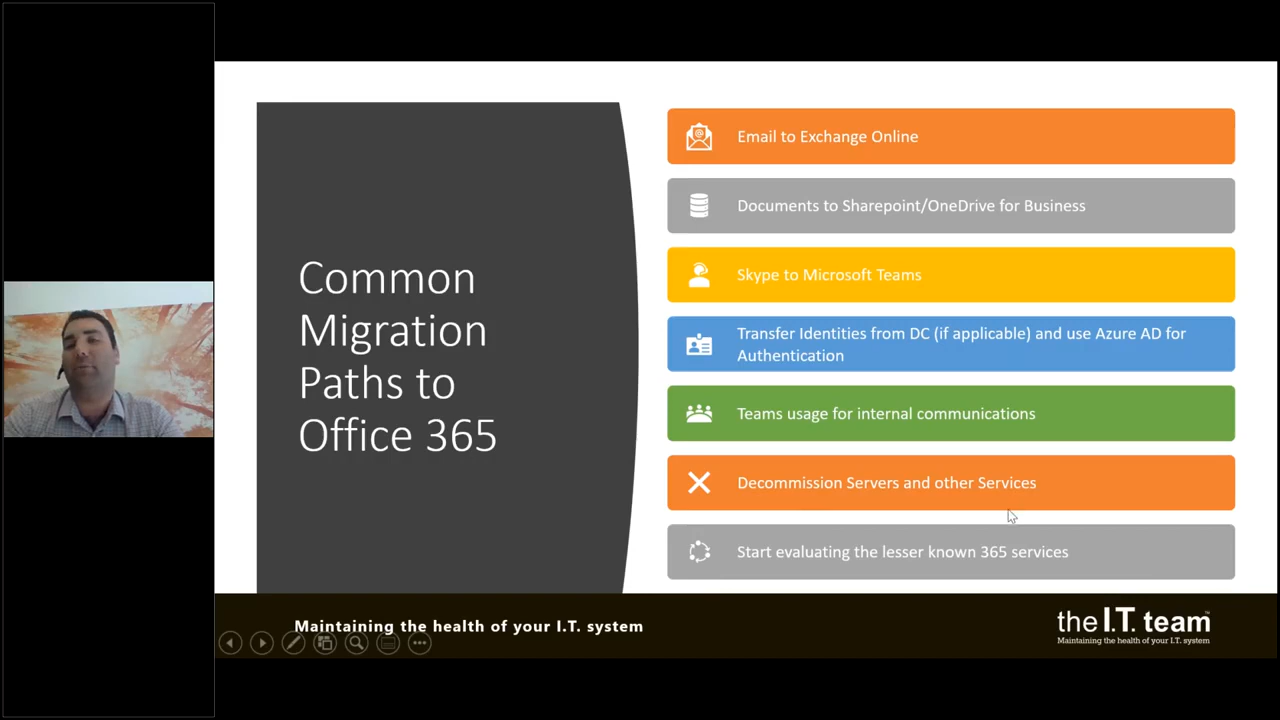 Common
Migration
Paths to
Office 365
Email to Exchange Online
Documents to Sharepoint/OneDrive for Business
Skype to Microsoft Teams
Transfer Identities from DC (if applicable) and use Azure AD for
Authentication
Teams usage for internal communications
Decommission Servers and other Services
Start evaluating the lesser known 365 services
Maintaining the health of your I.T. system
the I.T. team™
Maintaining the health of your I.T. system